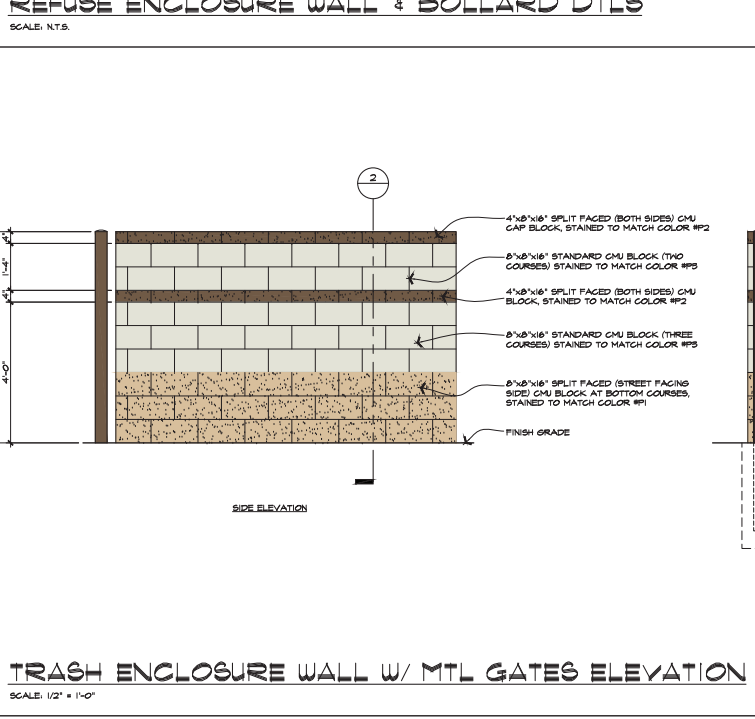 REFUSE ENCLOSURE WALL & BOLLARD DTLS
SCALE: N.T.S.
2
4"x8"x16" SPLIT FACED (BOTH SIDES) CMU
CAP BLOCK, STAINED TO MATCH COLOR #P2
8"x8"x16" STANDARD CMU BLOCK (TWO
COURSES) STAINED TO MATCH COLOR #P5
4"x8"x16" SPLIT FACED (BOTH SIDES) CMU
BLOCK, STAINED TO MATCH COLOR #P2
8"x8"x16" STANDARD CMU BLOCK (THREE
COURSES) STAINED TO MATCH COLOR #P5
8"x8"x16" SPLIT FACED (STREET FACING
SIDE) CMU BLOCK AT BOTTOM COURSES,
STAINED TO MATCH COLOR #P1
FINISH GRADE
4"
1'-4"
4"
4'-0"
SIDE ELEVATION
TRASH ENCLOSURE WALL W/ MTL GATES ELEVATION
SCALE: 1/2" = 1'-0"